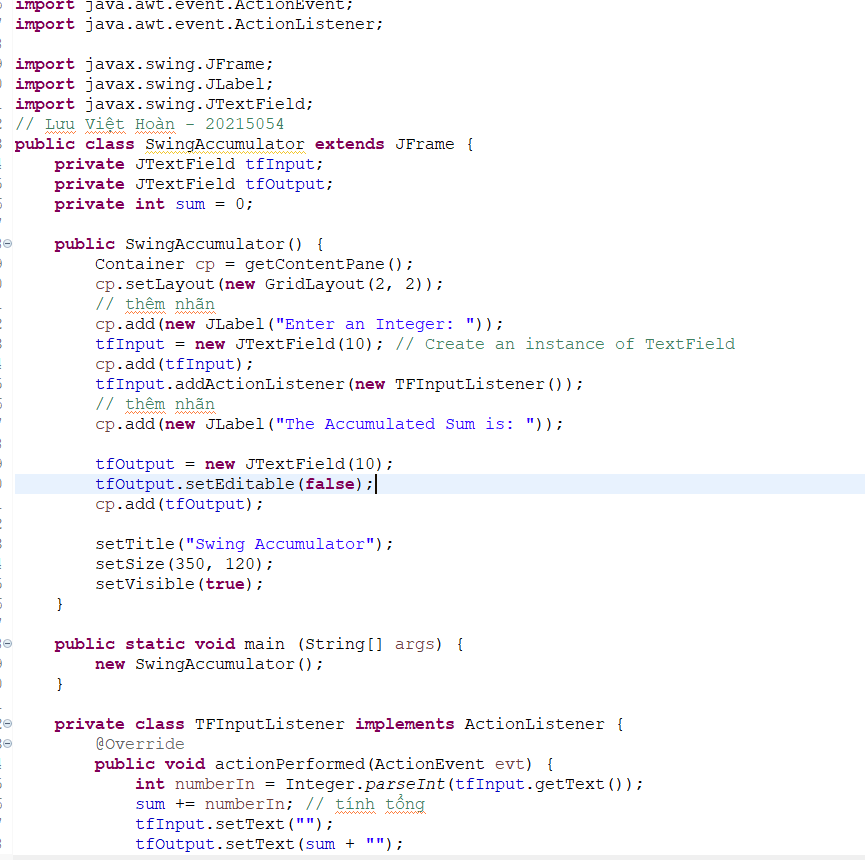 import java.awt.event.ActionEvent;
import java.awt.event.ActionListener;
import javax.swing.JFrame;
import javax.swing.JLabel;
import javax.swing.JTextField;
// Lưu Việt Hoàn - 20215054
public class SwingAccumulator extends JFrame {
    private JTextField tfInput;
    private JTextField tfOutput;
    private int sum = 0;
    public SwingAccumulator() {
        Container cp = getContentPane();
        cp.setLayout(new GridLayout(2, 2));
        // thêm nhãn
        cp.add(new JLabel("Enter an Integer: "));
        tfInput = new JTextField(10); // Create an instance of TextField
        cp.add(tfInput);
        tfInput.addActionListener(new TFInputListener());
        // thêm nhãn
        cp.add(new JLabel("The Accumulated Sum is: "));
        tfOutput = new JTextField(10);
        tfOutput.setEditable(false);
        cp.add(tfOutput);
        setTitle("Swing Accumulator");
        setSize(350, 120);
        setVisible(true);
    }
    public static void main (String[] args) {
        new SwingAccumulator();
    }
    private class TFInputListener implements ActionListener {
        @Override
        public void actionPerformed(ActionEvent evt) {
            int numberIn = Integer.parseInt(tfInput.getText());
            sum += numberIn; // tính tổng
            tfInput.setText("");
            tfOutput.setText(sum + "");